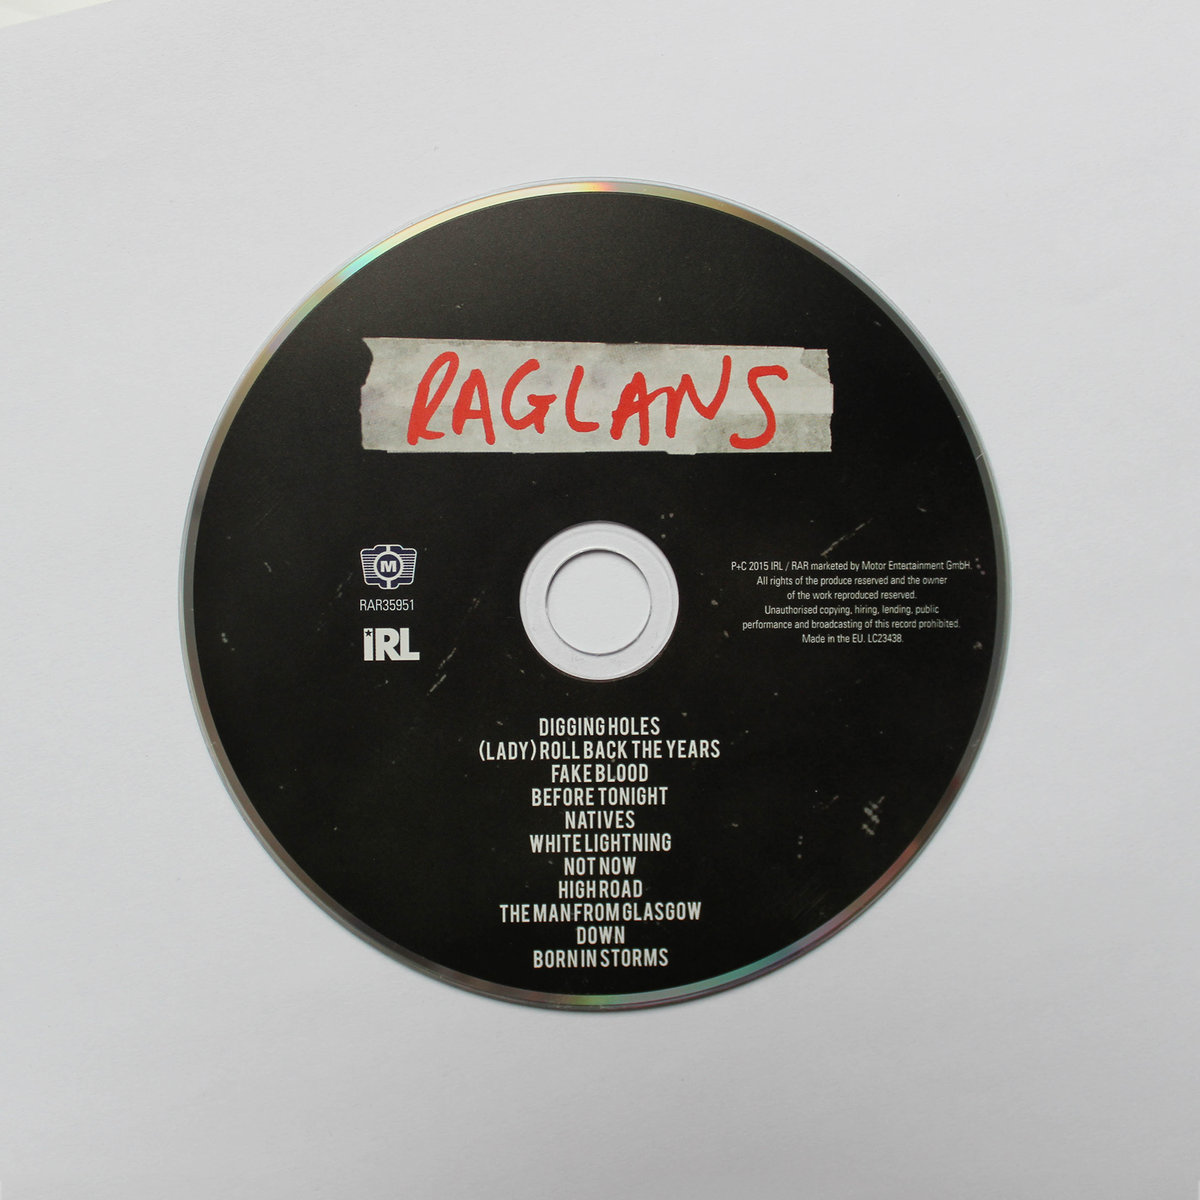 RAGLANS
M
RAR35951
iRL
P+C 2015 IRL / RAR marketed by Motor Entertainment GmbH.
All rights of the produce reserved and the owner
of the work reproduced reserved.
Unauthorised copying, hiring, lending, public
performance and broadcasting of this record prohibited.
Made in the EU. LC23438.
DIGGING HOLES
(LADY) ROLL BACK THE YEARS
FAKE BLOOD
BEFORE TONIGHT
NATIVES
WHITE LIGHTNING
NOT NOW
HIGH ROAD
THE MAN FROM GLASGOW
DOWN
BORN IN STORMS